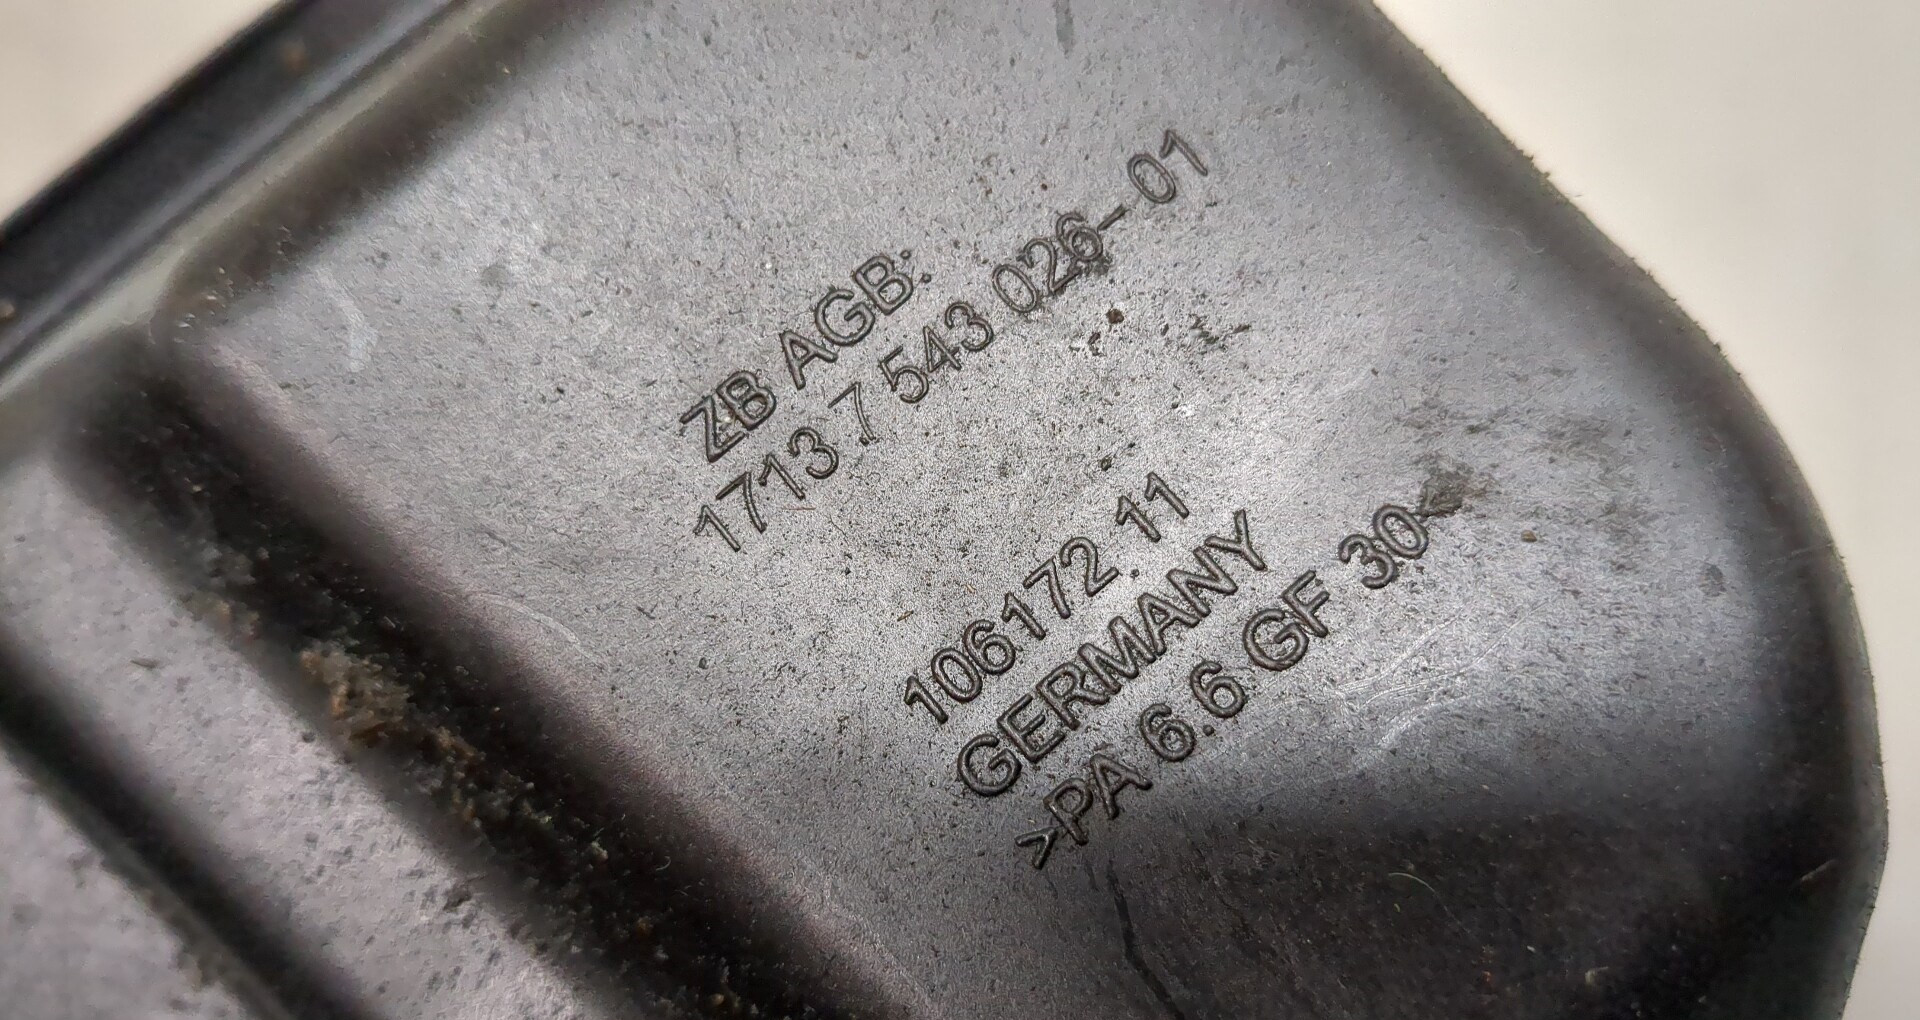 ZB AGB:
1713 7 543 026-01
106172 11
GERMANY
>PA 6.6 GF 30<